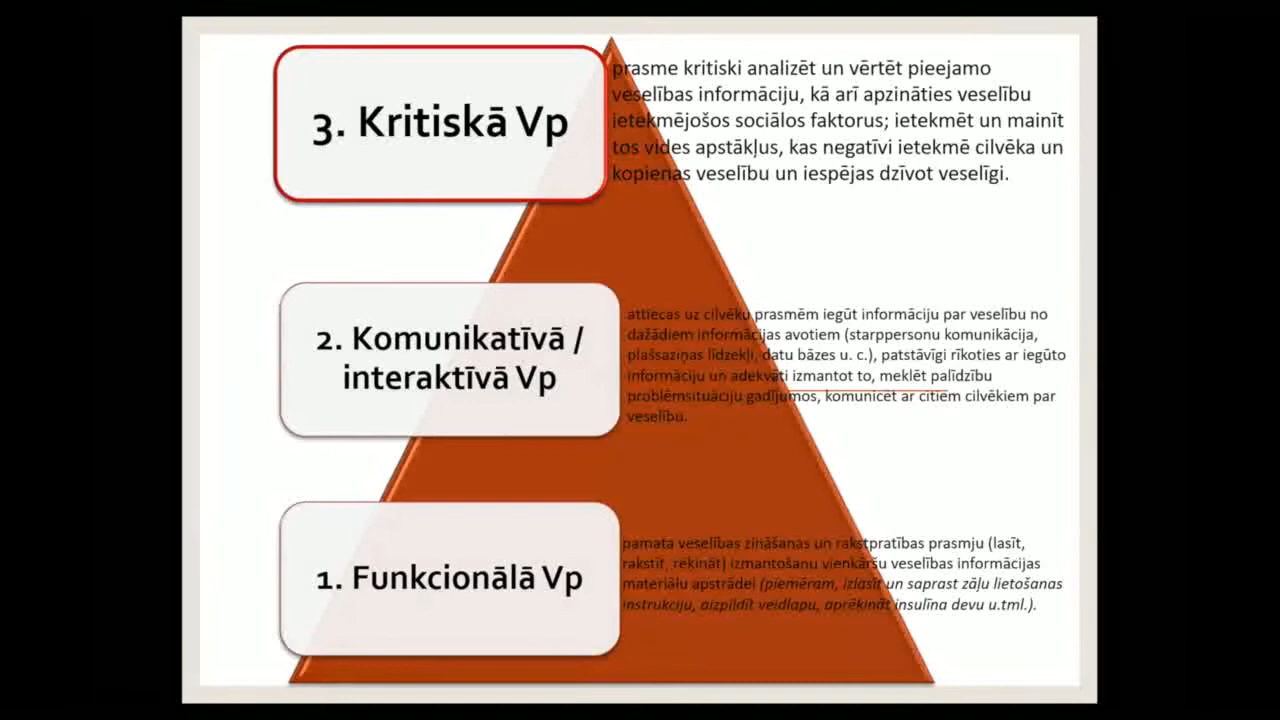 3. Kritiskā Vp
prasme kritiski analizēt un vērtēt pieejamo
veselības informāciju, kā arī apzināties veselību
ietekmējošos sociālos faktorus; ietekmēt un mainīt
tos vides apstākļus, kas negatīvi ietekmē cilvēka un
kopienas veselību un iespējas dzīvot veselīgi.
2. Komunikatīvā /
interaktīvā Vp
attiecas uz cilvēku prasmēm iegūt informāciju par veselību no
dažādiem informācijas avotiem (starppersonu komunikācija,
plašsaziņas līdzekļi, datu bāzes u. c.), patstāvīgi rīkoties ar iegūto
informāciju un adekvāti izmantot to, meklēt palīdzību
problēmsituāciju gadījumos, komunicēt ar citiem cilvēkiem par
veselību.
1. Funkcionālā Vp
pamata veselības zināšanas un rakstpratības prasmju (lasīt,
rakstīt, rēķināt) izmantošanu vienkāršu veselības informācijas
materiālu apstrādei (piemēram, izlasīt un saprast zāļu lietošanas
instrukciju, aizpildīt veidlapu, aprēķināt insulīna devu u.tml.).